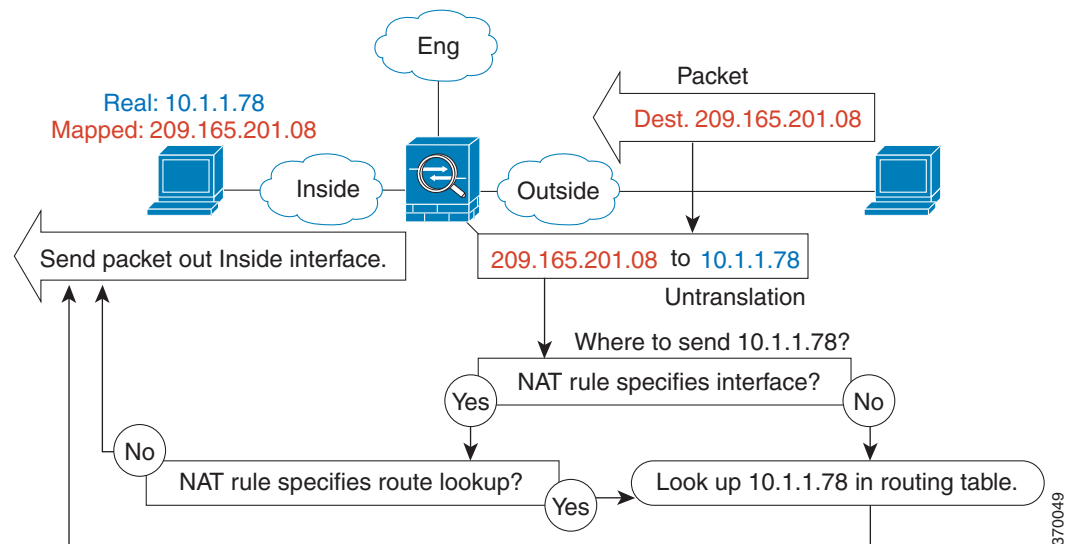 Eng
Packet
Real: 10.1.1.78
Mapped: 209.165.201.08
Dest. 209.165.201.08
Inside
Outside
Send packet out Inside interface.
209.165.201.08 to 10.1.1.78
Untranslation
Where to send 10.1.1.78?
NAT rule specifies interface?
Yes
No
No
NAT rule specifies route lookup?
Yes
Look up 10.1.1.78 in routing table.
370049